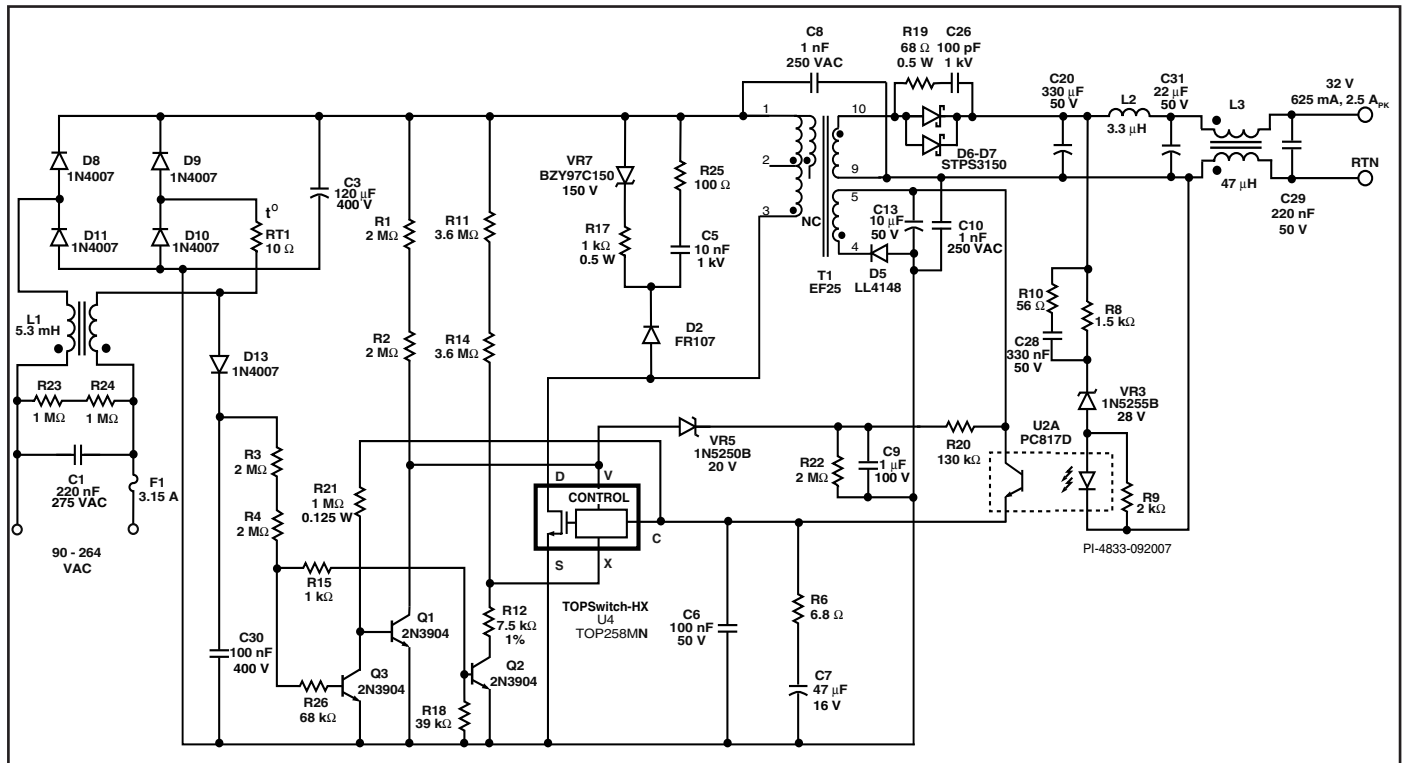 C8
1 nF
250 VAC
R19
68 Ω
0.5 W
C26
100 pF
1 kV
C20
330 µF
50 V
C31
22 µF
50 V
L2
3.3 µH
L3
47 µH
32 V
625 mA, 2.5 A_PK
RTN
C29
220 nF
50 V
1
2
3
NC
10
9
5
4
D6-D7
STPS3150
T1
EF25
C13
10 µF
50 V
C10
1 nF
250 VAC
D5
LL4148
D8
1N4007
D9
1N4007
D11
1N4007
D10
1N4007
C3
120 µF
400 V
t°
RT1
10 Ω
R1
2 MΩ
R11
3.6 MΩ
VR7
BZY97C150
150 V
R25
100 Ω
R17
1 kΩ
0.5 W
C5
10 nF
1 kV
R2
2 MΩ
R14
3.6 MΩ
D2
FR107
L1
5.3 mH
D13
1N4007
R23
1 MΩ
R24
1 MΩ
C1
220 nF
275 VAC
F1
3.15 A
90 - 264
VAC
R3
2 MΩ
R4
2 MΩ
R21
1 MΩ
0.125 W
R15
1 kΩ
C30
100 nF
400 V
R26
68 kΩ
Q3
2N3904
Q1
2N3904
R18
39 kΩ
Q2
2N3904
R12
7.5 kΩ
1%
D
V
CONTROL
C
S
X
TOPSwitch-HX
U4
TOP258MN
VR5
1N5250B
20 V
R22
2 MΩ
C9
1 µF
100 V
R20
130 kΩ
C6
100 nF
50 V
R6
6.8 Ω
C7
47 µF
16 V
R10
56 Ω
C28
330 nF
50 V
R8
1.5 kΩ
VR3
1N5255B
28 V
U2A
PC817D
R9
2 kΩ
PI-4833-092007